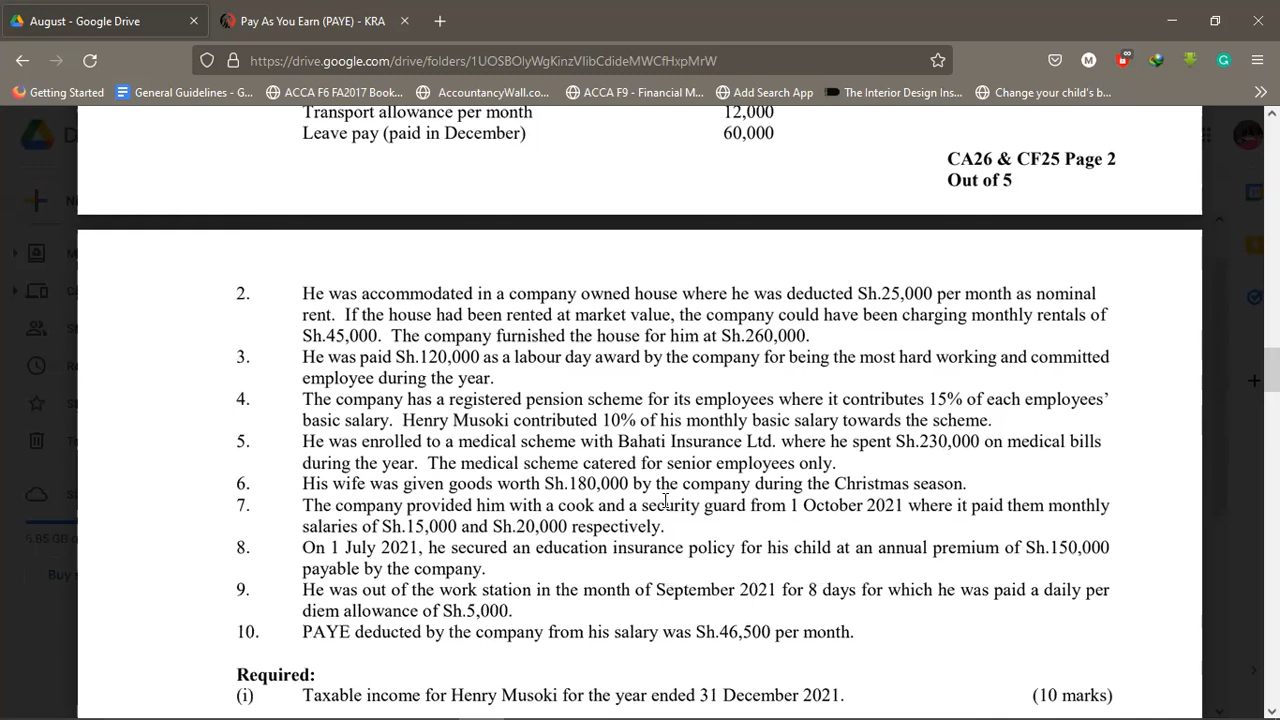 August - Google Drive
Pay As You Earn (PAYE) - KRA
https://drive.google.com/drive/folders/1UOSBOlyWgKinzVIibCdideMWCfHxpMrW
Getting Started
General Guidelines - G...
ACCA F6 FA2017 Book...
AccountancyWall.co...
ACCA F9 - Financial M...
Add Search App
The Interior Design Ins...
Change your child's b...
Transport allowance per month 12,000
Leave pay (paid in December) 60,000
CA26 & CF25 Page 2
Out of 5
2. He was accommodated in a company owned house where he was deducted Sh.25,000 per month as nominal
rent. If the house had been rented at market value, the company could have been charging monthly rentals of
Sh.45,000. The company furnished the house for him at Sh.260,000.
3. He was paid Sh.120,000 as a labour day award by the company for being the most hard working and committed
employee during the year.
4. The company has a registered pension scheme for its employees where it contributes 15% of each employees'
basic salary. Henry Musoki contributed 10% of his monthly basic salary towards the scheme.
5. He was enrolled to a medical scheme with Bahati Insurance Ltd. where he spent Sh.230,000 on medical bills
during the year. The medical scheme catered for senior employees only.
6. His wife was given goods worth Sh.180,000 by the company during the Christmas season.
7. The company provided him with a cook and a security guard from 1 October 2021 where it paid them monthly
salaries of Sh.15,000 and Sh.20,000 respectively.
8. On 1 July 2021, he secured an education insurance policy for his child at an annual premium of Sh.150,000
payable by the company.
9. He was out of the work station in the month of September 2021 for 8 days for which he was paid a daily per
diem allowance of Sh.5,000.
10. PAYE deducted by the company from his salary was Sh.46,500 per month.
Required:
(i) Taxable income for Henry Musoki for the year ended 31 December 2021. (10 marks)